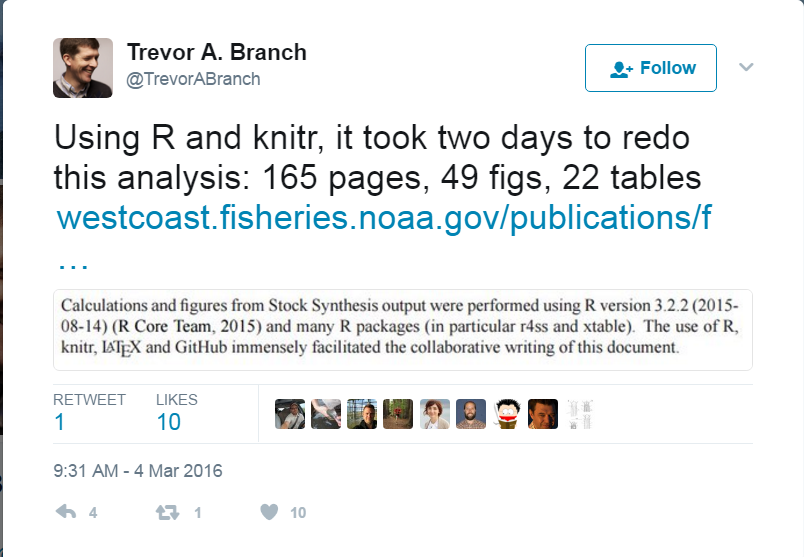 Trevor A. Branch
@TrevorABranch
Follow
Using R and knitr, it took two days to redo
this analysis: 165 pages, 49 figs, 22 tables
westcoast.fisheries.noaa.gov/publications/f
…
Calculations and figures from Stock Synthesis output were performed using R version 3.2.2 (2015-
08-14) (R Core Team, 2015) and many R packages (in particular r4ss and xtable). The use of R,
knitr, LATEX and GitHub immensely facilitated the collaborative writing of this document.
RETWEET LIKES
1 10
9:31 AM - 4 Mar 2016
4 1 10